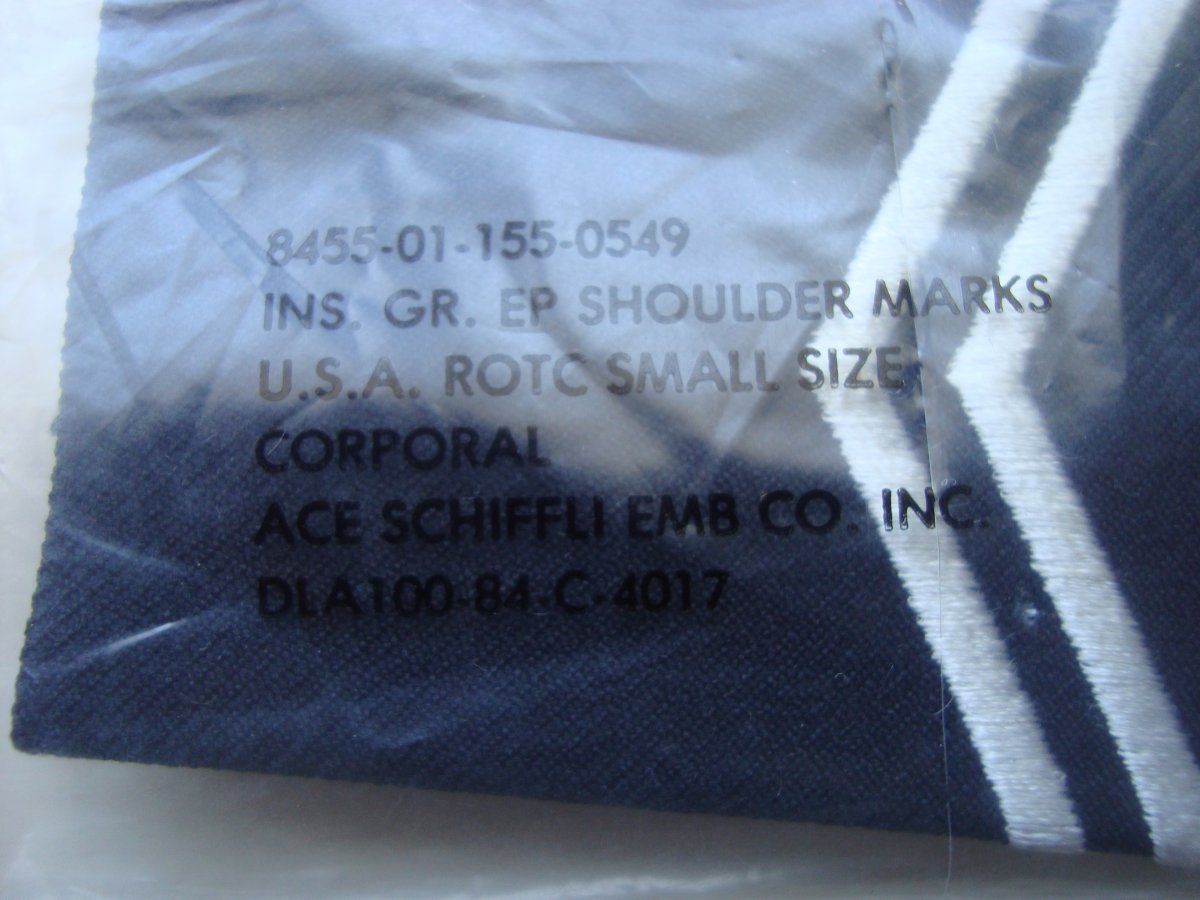 8455-01-155-0549
INS. GR. EP SHOULDER MARKS
U.S.A. ROTC SMALL SIZE
CORPORAL
ACE SCHIFFLI EMB CO. INC.
DLA100-84-C-4017